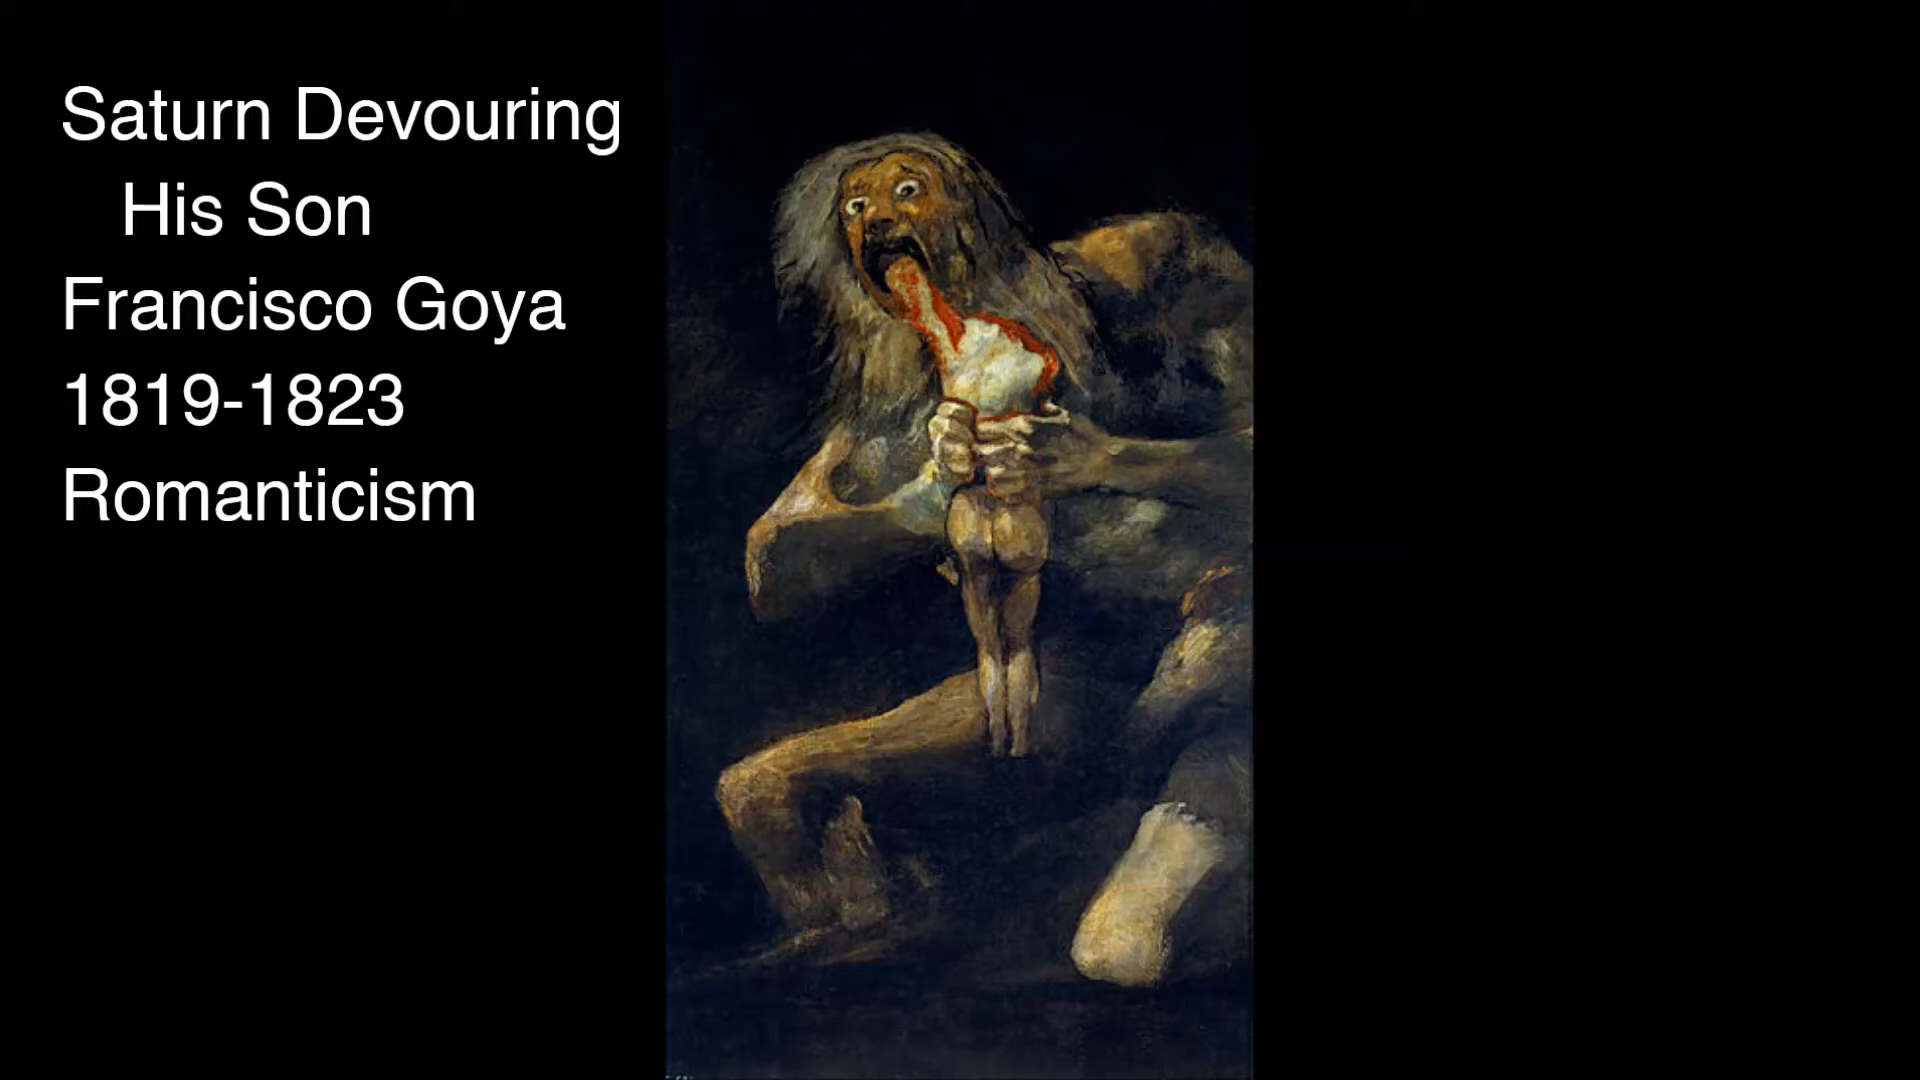 Saturn Devouring
His Son
Francisco Goya
1819-1823
Romanticism